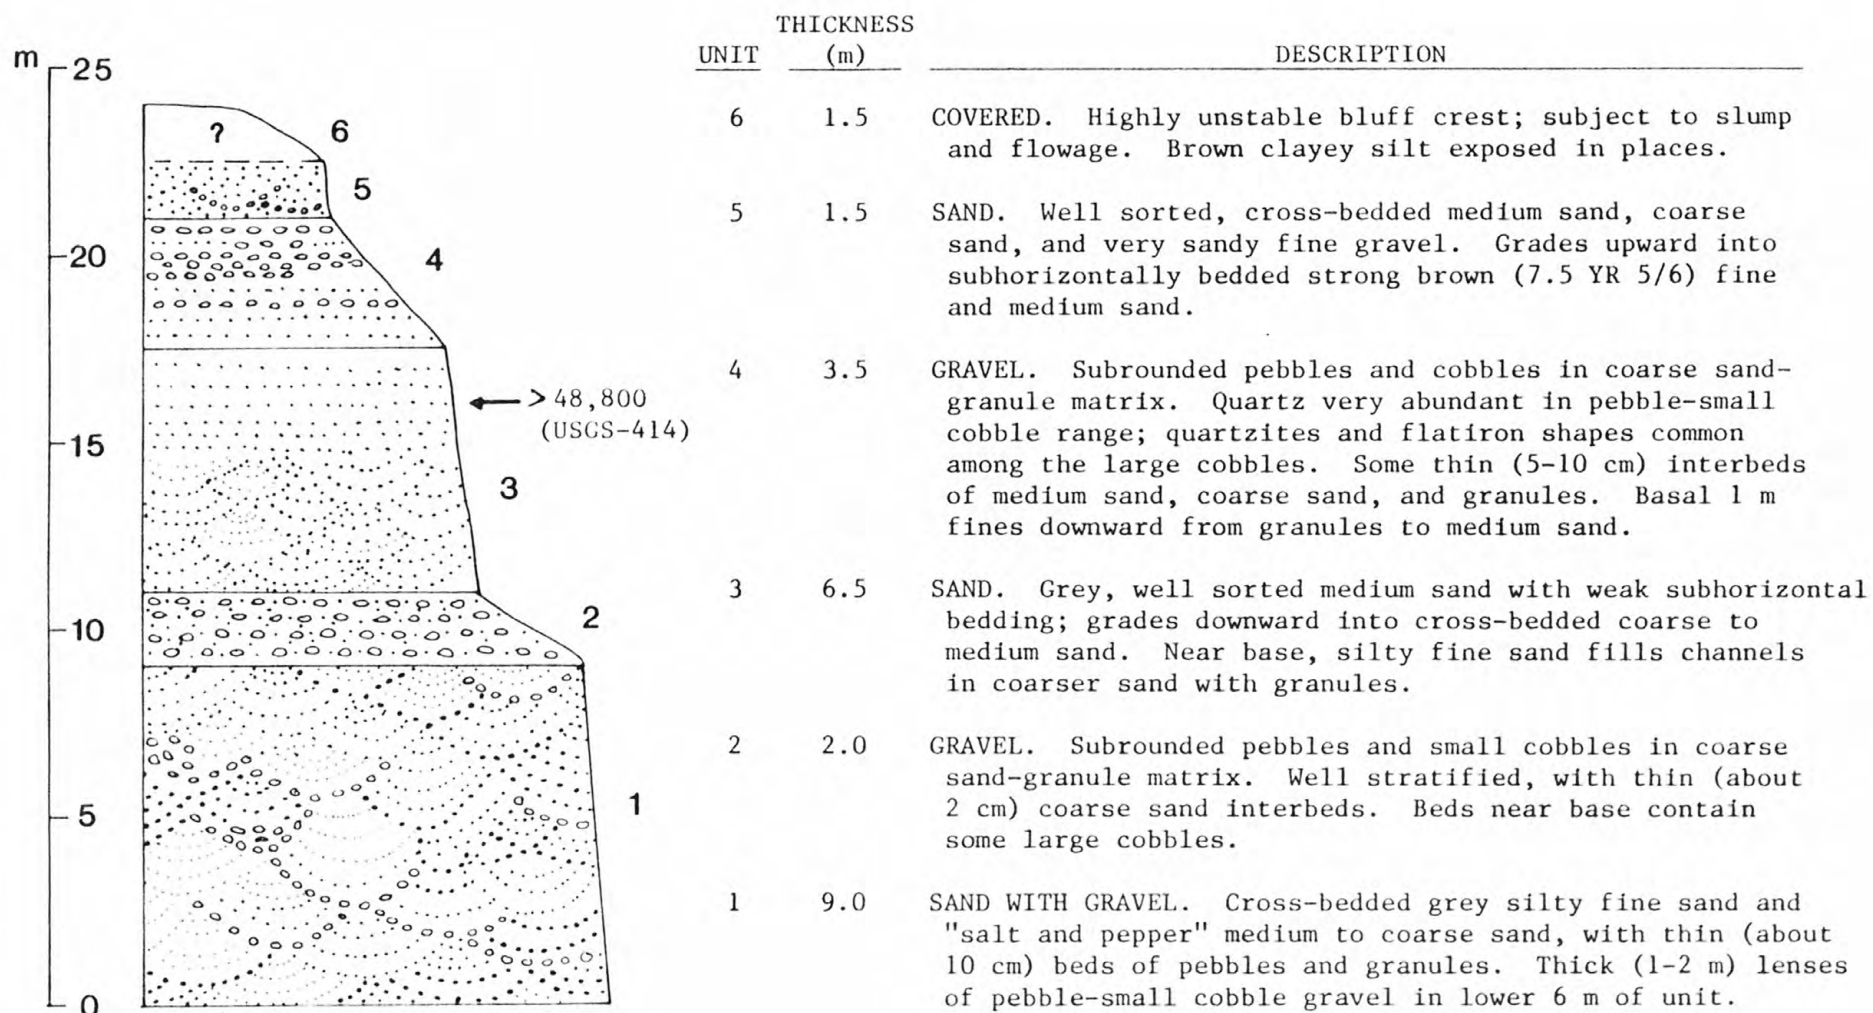 m
25
20
15
10
5
0
?
6
5
4
3
2
1
> 48,800
(USGS-414)
THICKNESS
UNIT (m) DESCRIPTION
6 1.5 COVERED. Highly unstable bluff crest; subject to slump
and flowage. Brown clayey silt exposed in places.
5 1.5 SAND. Well sorted, cross-bedded medium sand, coarse
sand, and very sandy fine gravel. Grades upward into
subhorizontally bedded strong brown (7.5 YR 5/6) fine
and medium sand.
4 3.5 GRAVEL. Subrounded pebbles and cobbles in coarse sand-
granule matrix. Quartz very abundant in pebble-small
cobble range; quartzites and flatiron shapes common
among the large cobbles. Some thin (5-10 cm) interbeds
of medium sand, coarse sand, and granules. Basal 1 m
fines downward from granules to medium sand.
3 6.5 SAND. Grey, well sorted medium sand with weak subhorizontal
bedding; grades downward into cross-bedded coarse to
medium sand. Near base, silty fine sand fills channels
in coarser sand with granules.
2 2.0 GRAVEL. Subrounded pebbles and small cobbles in coarse
sand-granule matrix. Well stratified, with thin (about
2 cm) coarse sand interbeds. Beds near base contain
some large cobbles.
1 9.0 SAND WITH GRAVEL. Cross-bedded grey silty fine sand and
"salt and pepper" medium to coarse sand, with thin (about
10 cm) beds of pebbles and granules. Thick (1-2 m) lenses
of pebble-small cobble gravel in lower 6 m of unit.